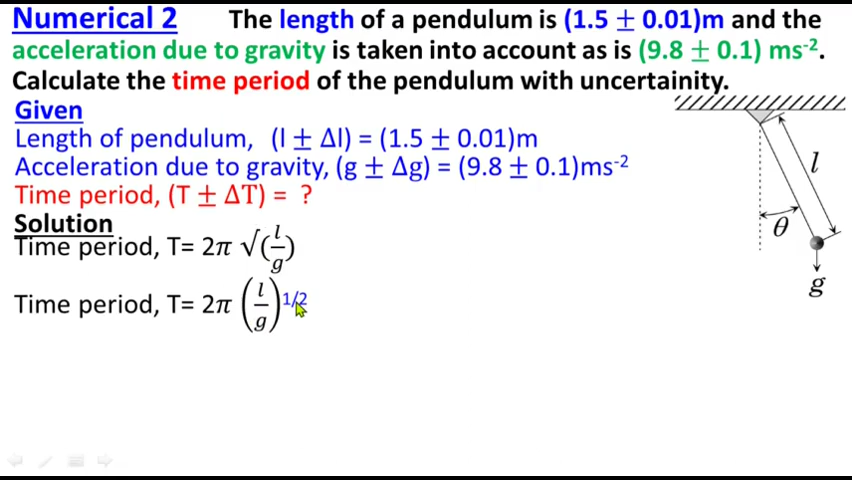 Numerical 2 The length of a pendulum is (1.5 ± 0.01)m and the
acceleration due to gravity is taken into account as is (9.8 ± 0.1) ms⁻².
Calculate the time period of the pendulum with uncertainity.
Given
Length of pendulum, (l ± Δl) = (1.5 ± 0.01)m
Acceleration due to gravity, (g ± Δg) = (9.8 ± 0.1)ms⁻²
Time period, (T ± ΔT) = ?
Solution
Time period, T= 2π √(l/g)
Time period, T= 2π (l/g)^1/2
l
θ
g